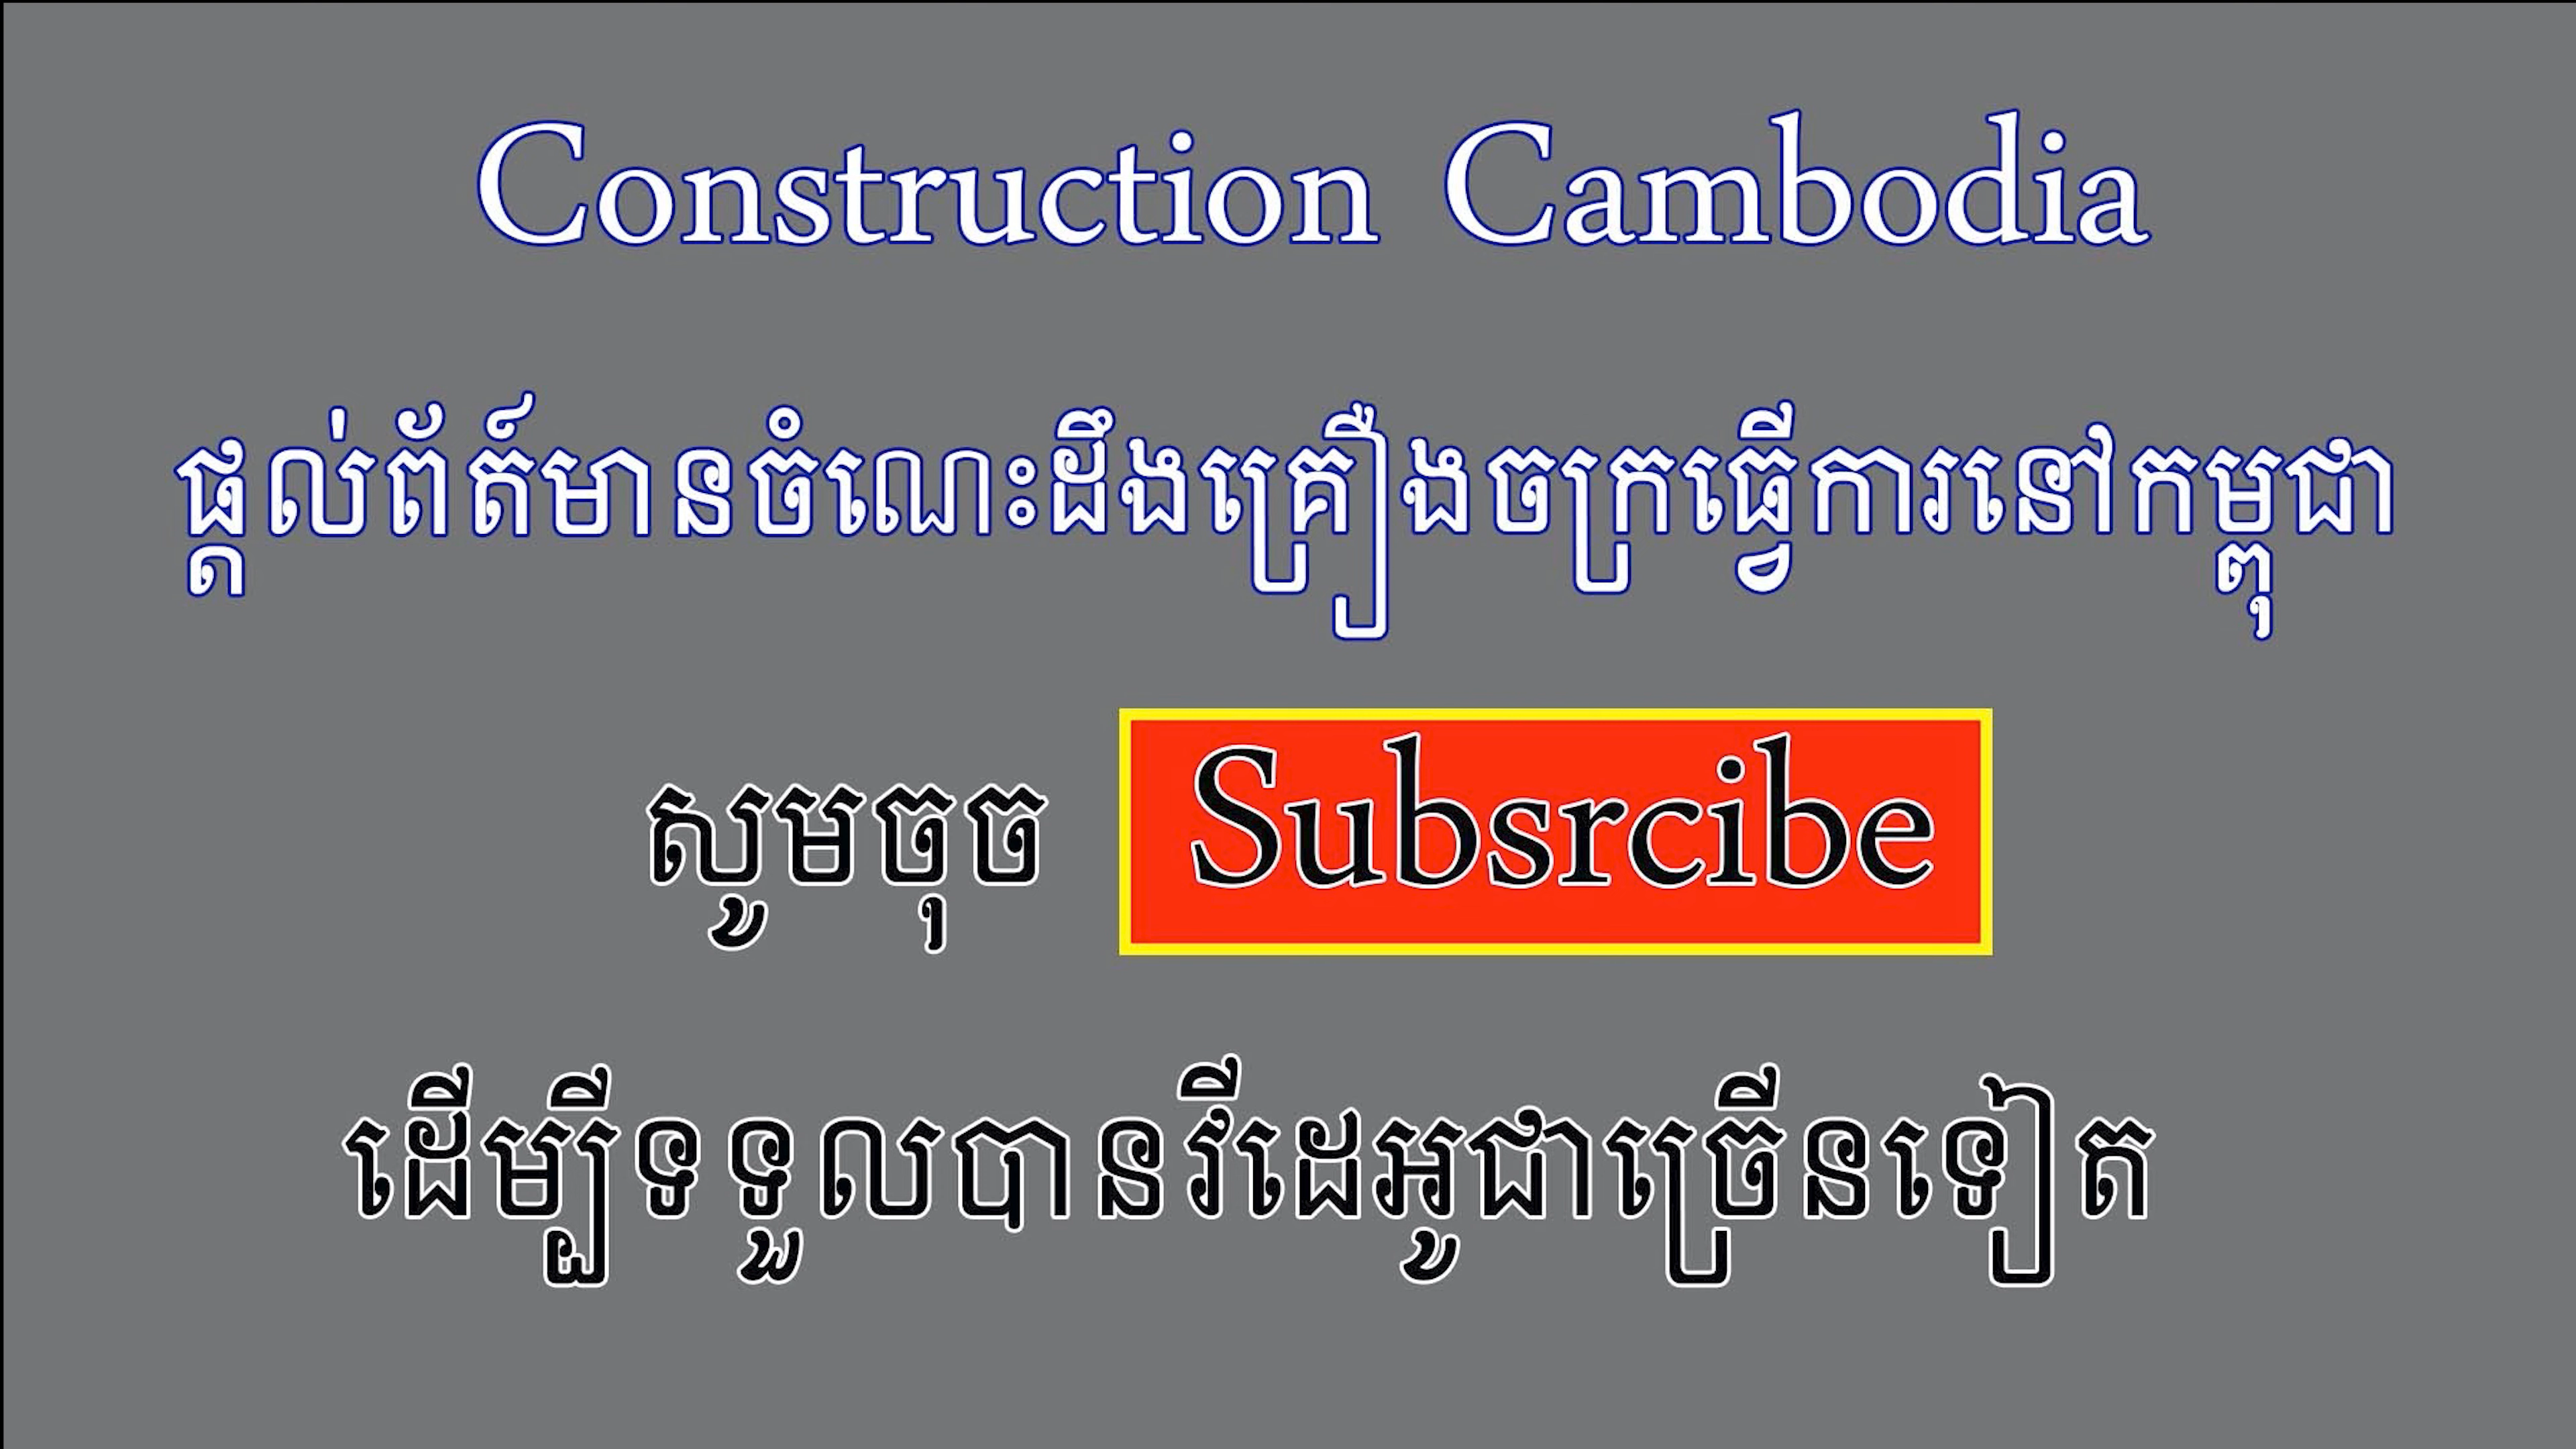 Construction Cambodia
ផ្តល់ព័ត៍មានចំណេះដឹងគ្រឿងចក្រធ្វើការនៅកម្ពុជា
សូមចុច Subsrcibe
ដើម្បីទទួលបានវីដេអូជាច្រើនទៀត